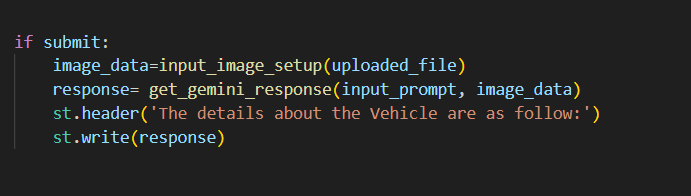 if submit:
    image_data=input_image_setup(uploaded_file)
    response= get_gemini_response(input_prompt, image_data)
    st.header('The details about the Vehicle are as follow:')
    st.write(response)